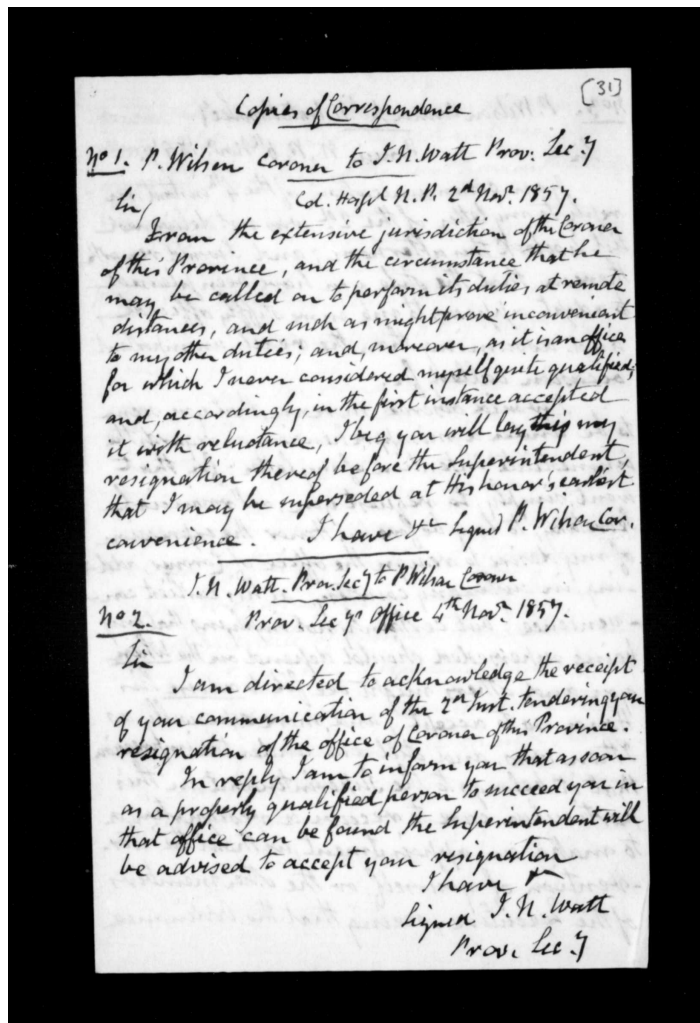 [31]
Copies of Correspondence
No 1. P. Wilson Coroner to I. N. Watt Prov: Sec.y
Col. Hospl N. P. 2nd Novr. 1857.
Sir,
From the extensive jurisdiction of the Coroner
of this Province, and the circumstance that he
may be called on to perform its duties at remote
distances, and such as might prove inconvenient
to my other duties; and, moreover, as it is an office
for which I never considered myself quite qualified;
and, accordingly, in the first instance accepted
it with reluctance, I beg you will lay this my
resignation thereof before the Superintendent,
that I may be superseded at His honor's earliest
convenience. I have &c Signed P. Wilson Cor.
I. N. Watt. Prov. Secy to P Wilson Coroner
No 2. Prov. Secy's Office 4th Novr. 1857.
Sir
I am directed to acknowledge the receipt
of your communication of the 2nd Inst. tendering your
resignation of the office of Coroner of this Province.
In reply I am to inform you that as soon
as a properly qualified person to succeed you in
that office can be found the Superintendent will
be advised to accept your resignation
I have &c
Signed I. N. Watt
Prov. Sec.y